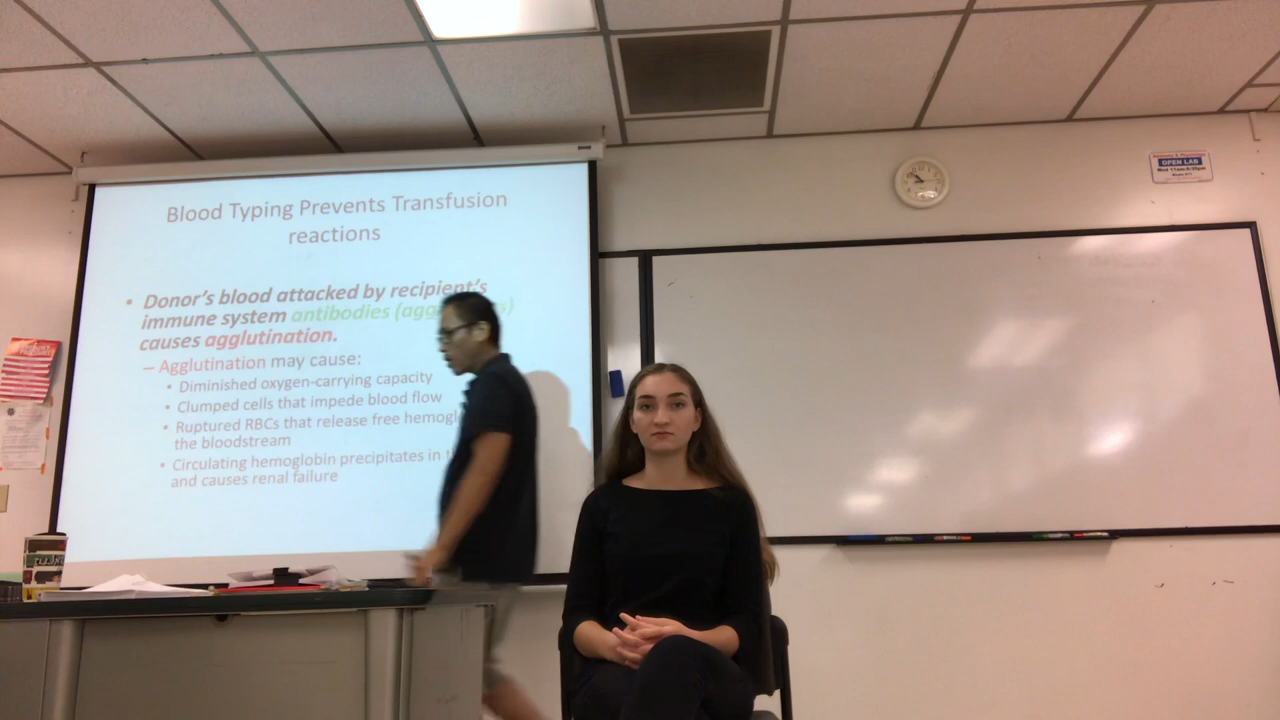 Blood Typing Prevents Transfusion
reactions
• Donor's blood attacked by recipient's
immune system antibodies (agg
causes agglutination.
– Agglutination may cause:
• Diminished oxygen-carrying capacity
• Clumped cells that impede blood flow
• Ruptured RBCs that release free hemogl
the bloodstream
• Circulating hemoglobin precipitates in
and causes renal failure
OPEN LAB